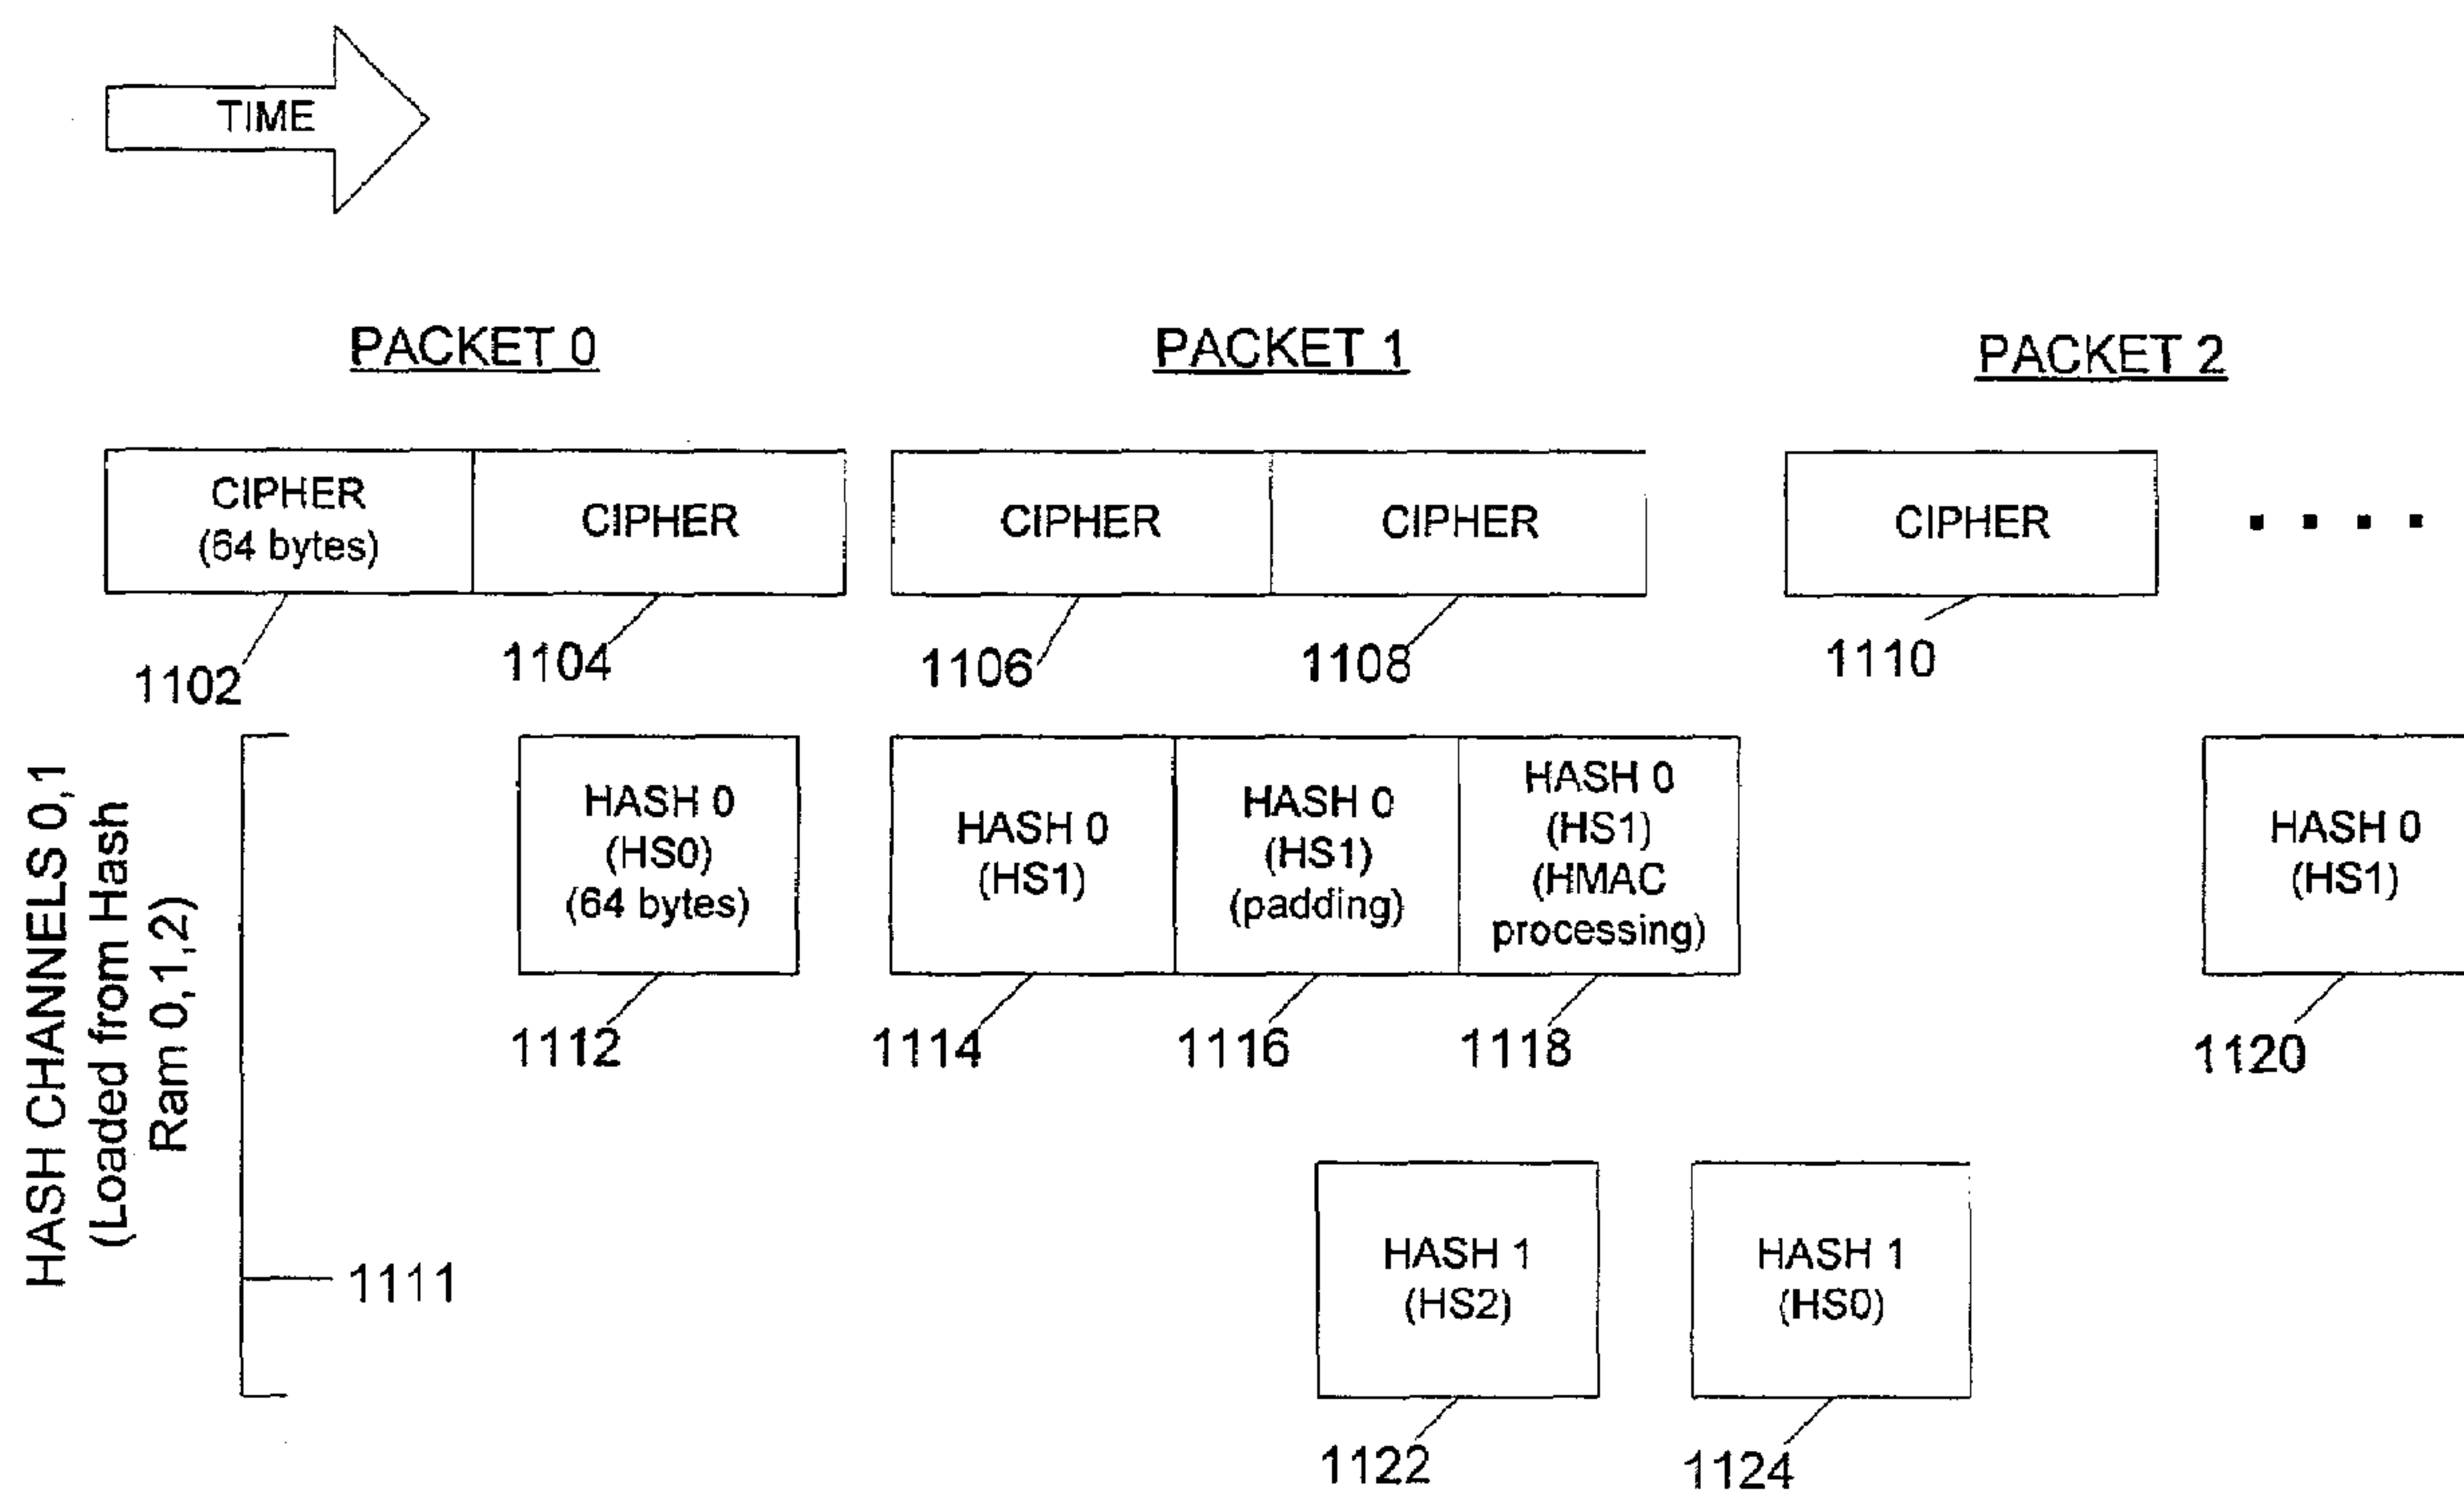 TIME
PACKET 0
PACKET 1
PACKET 2
CIPHER
(64 bytes)
CIPHER
CIPHER
CIPHER
CIPHER
1102
1104
1106
1108
1110
HASH CHANNELS 0,1
(Loaded from Hash
Ram 0,1,2)
HASH 0
(HS0)
(64 bytes)
HASH 0
(HS1)
HASH 0
(HS1)
(padding)
HASH 0
(HS1)
(HMAC
processing)
HASH 0
(HS1)
1112
1114
1116
1118
1120
1111
HASH 1
(HS2)
HASH 1
(HS0)
1122
1124